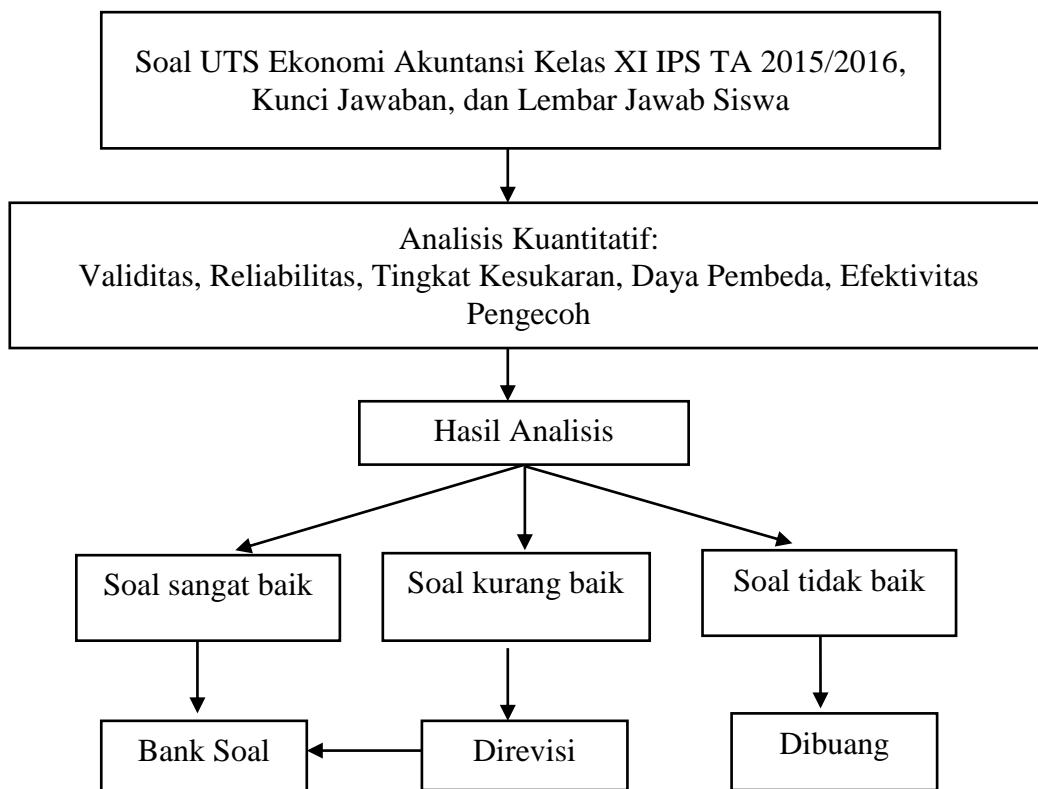 Soal UTS Ekonomi Akuntansi Kelas XI IPS TA 2015/2016,
Kunci Jawaban, dan Lembar Jawab Siswa
Analisis Kuantitatif:
Validitas, Reliabilitas, Tingkat Kesukaran, Daya Pembeda, Efektivitas
Pengecoh
Hasil Analisis
Soal sangat baik
Soal kurang baik
Soal tidak baik
Bank Soal
Direvisi
Dibuang